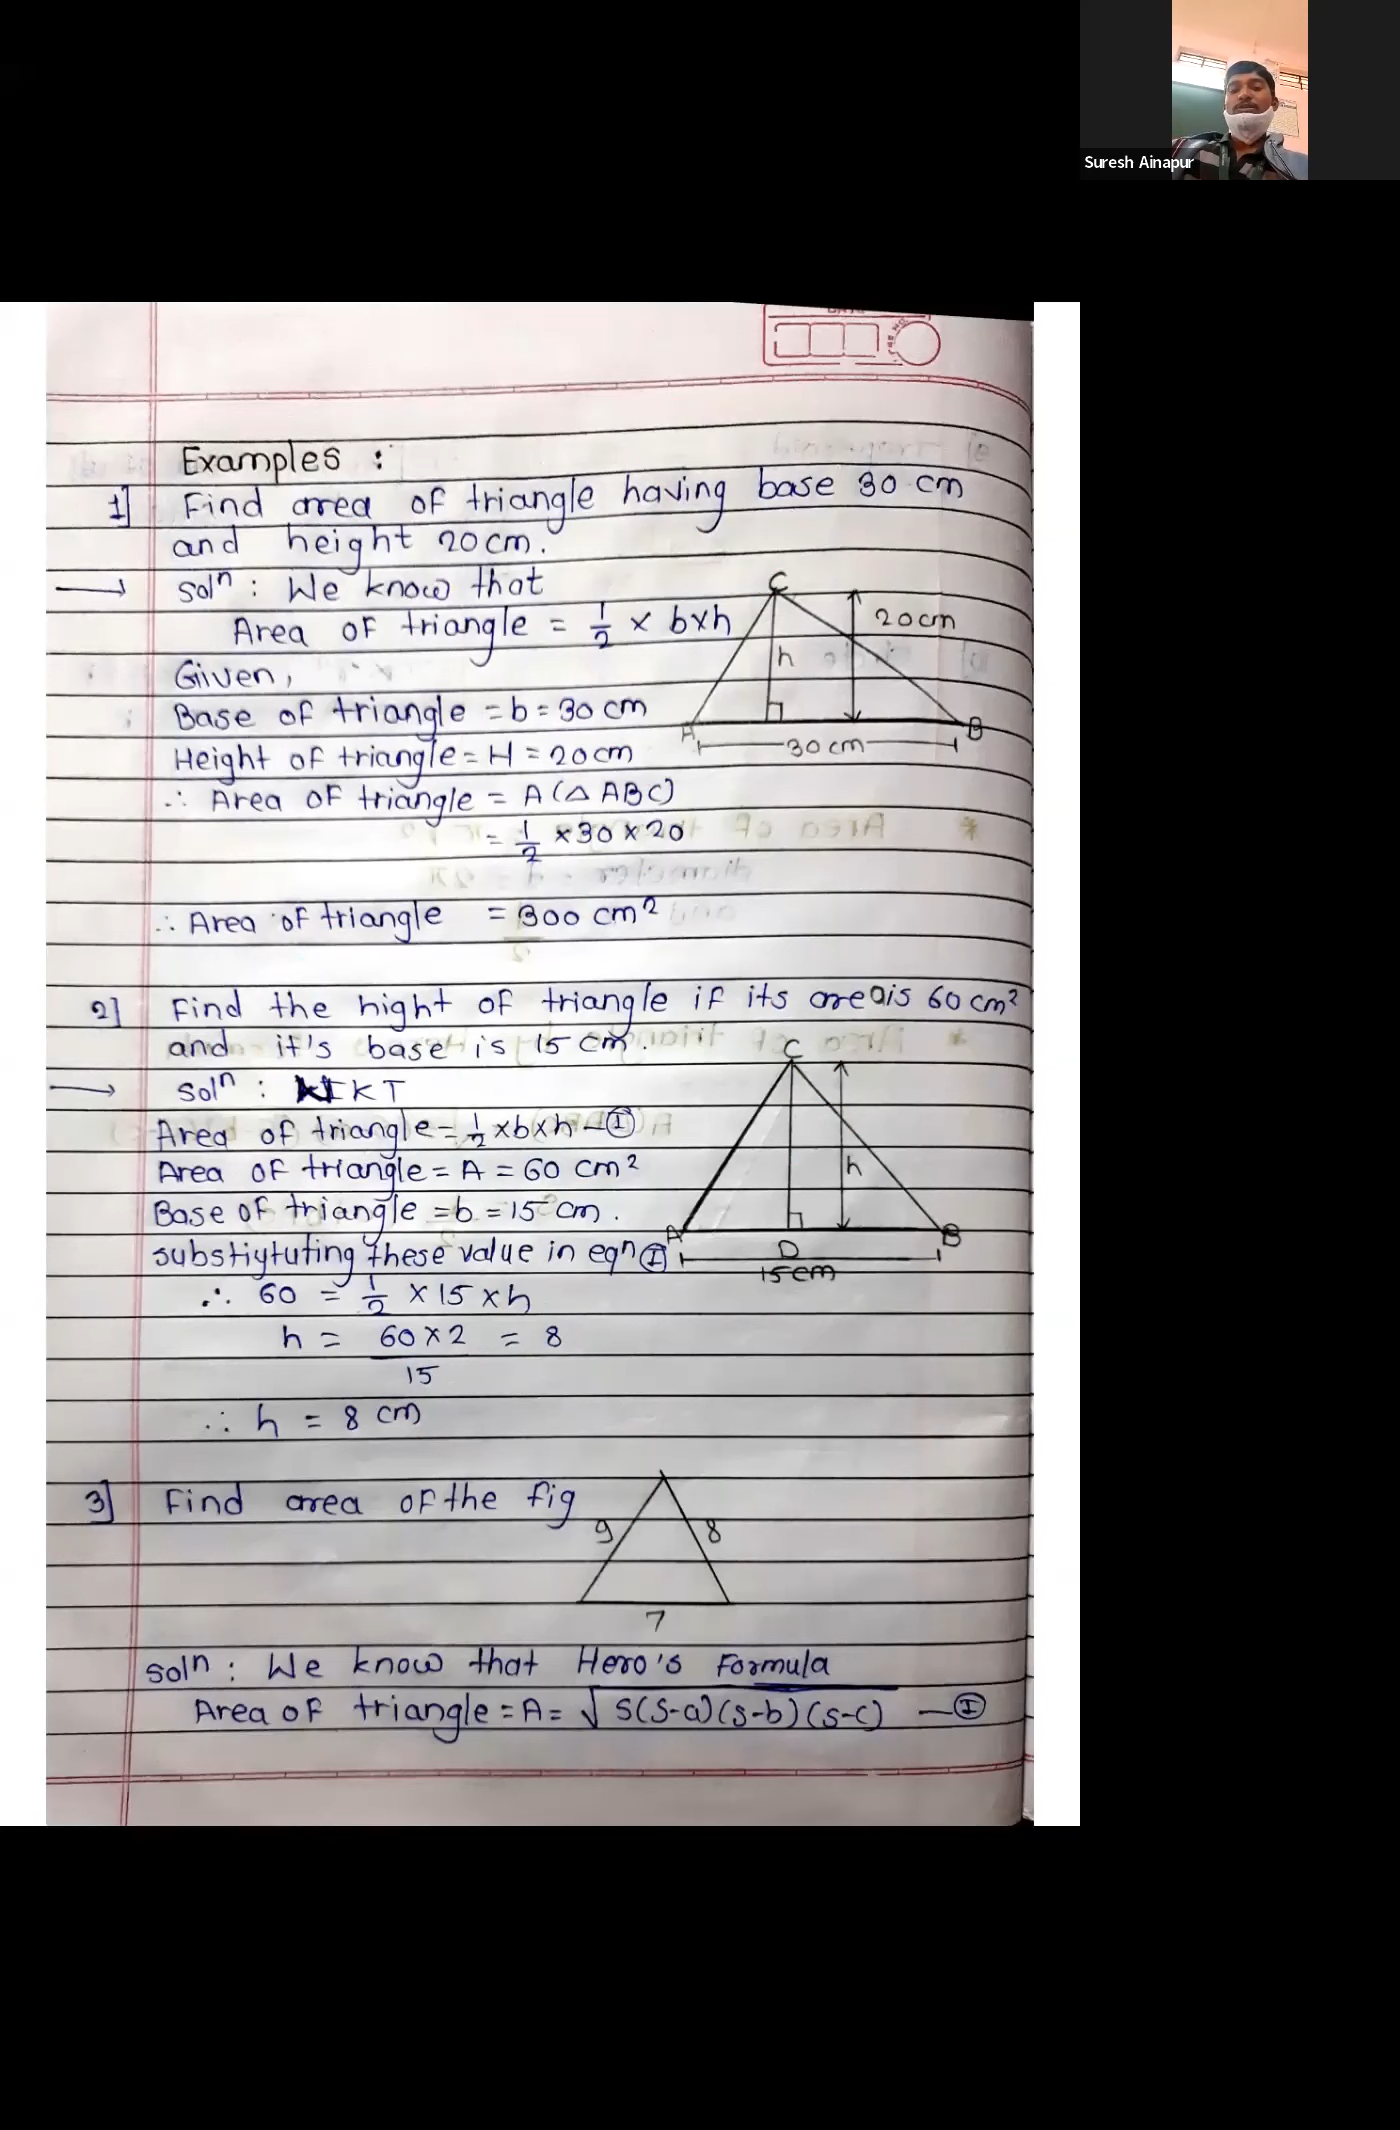 Suresh Ainapur
Examples :
1] Find area of triangle having base 30 cm
and height 20 cm.
→ Solⁿ : We know that
Area of triangle = 1/2 × b×h
Given,
Base of triangle = b = 30 cm
Height of triangle = H = 20cm
∴ Area of triangle = A (△ ABC)
= 1/2 × 30 × 20
∴ Area of triangle = 300 cm²
C
20cm
h
A
B
30 cm
2] Find the hight of triangle if its area is 60 cm²
and it's base is 15 cm.
→ Solⁿ : KT
Area of triangle = 1/2 ×b×h – Ⓘ
Area of triangle = A = 60 cm²
Base of triangle = b = 15 cm.
substiytuting these value in eqⁿ Ⓘ
∴ 60 = 1/2 × 15 × h
h = 60 × 2 / 15 = 8
∴ h = 8 cm
C
h
A
B
D
15cm
3] Find area of the fig
9
8
7
Solⁿ : We know that Hero's Formula
Area of triangle = A = √s(s-a)(s-b)(s-c) — Ⓘ